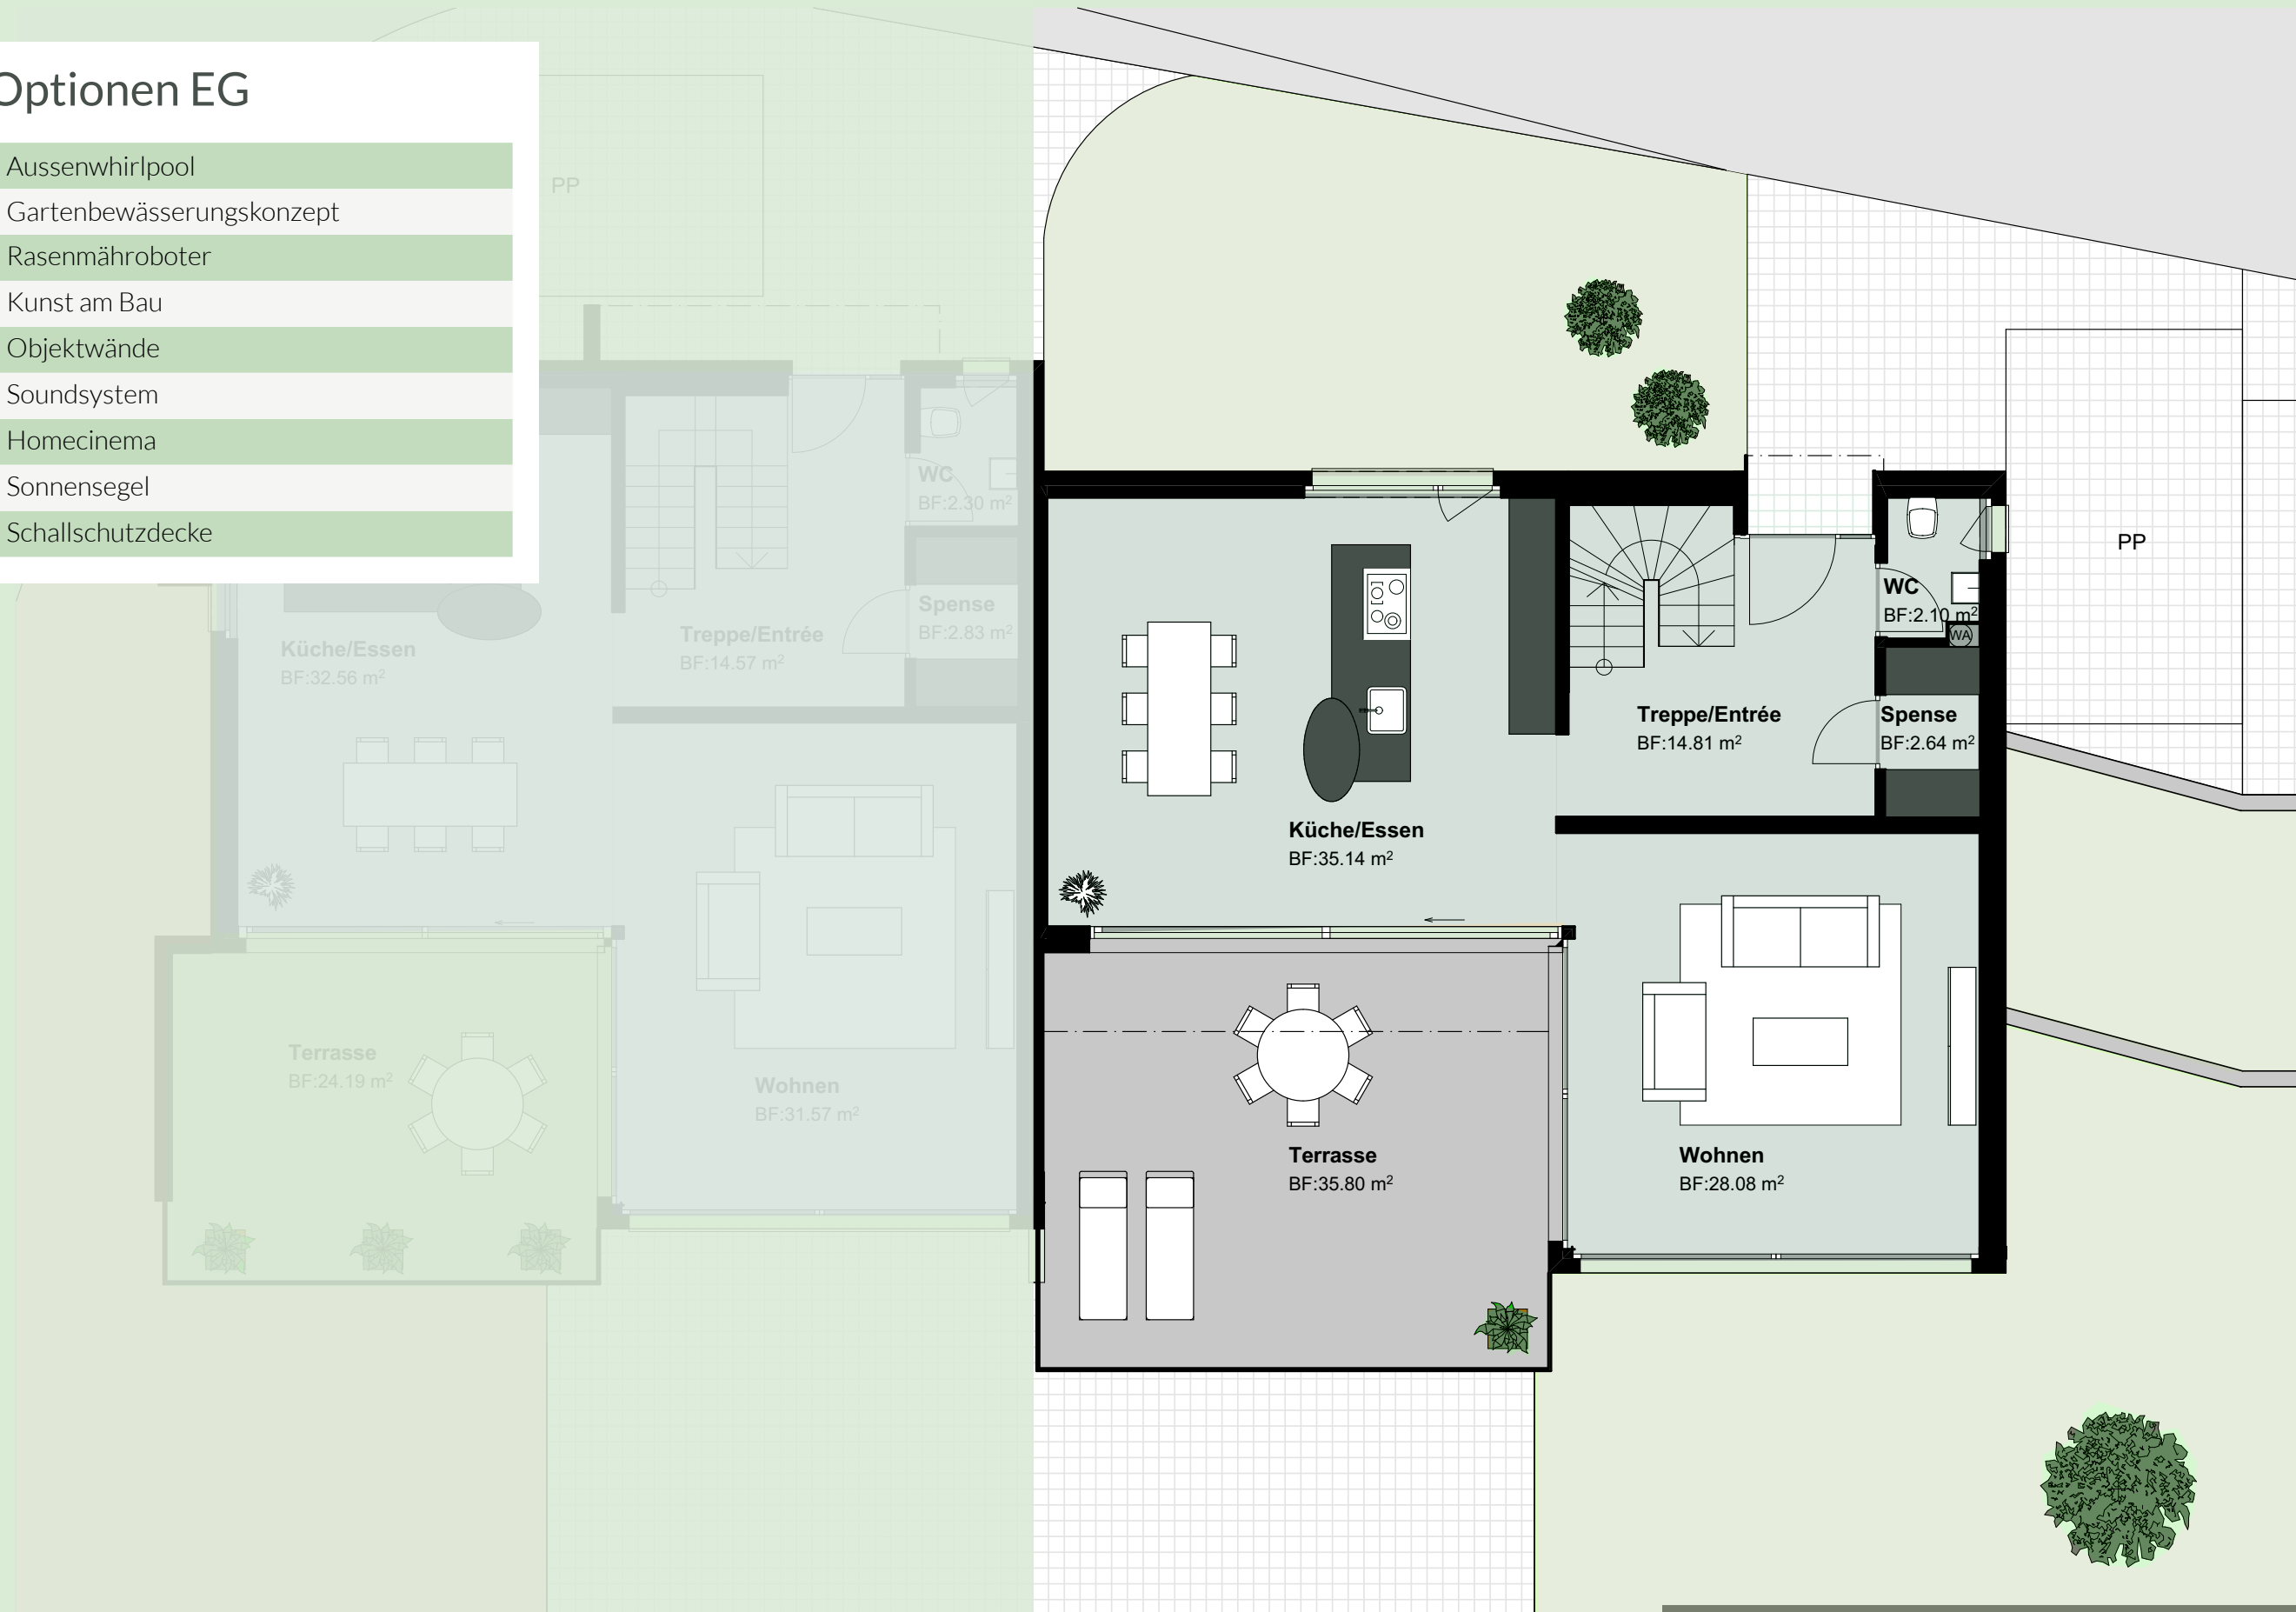 Optionen EG
Aussenwhirlpool
Gartenbewässerungskonzept
Rasenmähroboter
Kunst am Bau
Objektwände
Soundsystem
Homecinema
Sonnensegel
Schallschutzdecke
PP
WC
BF:2.30 m²
Spense
BF:2.83 m²
Treppe/Entrée
BF:14.57 m²
Küche/Essen
BF:32.56 m²
Terrasse
BF:24.19 m²
Wohnen
BF:31.57 m²
PP
WC
BF:2.10 m²
WA
Treppe/Entrée
BF:14.81 m²
Spense
BF:2.64 m²
Küche/Essen
BF:35.14 m²
Terrasse
BF:35.80 m²
Wohnen
BF:28.08 m²